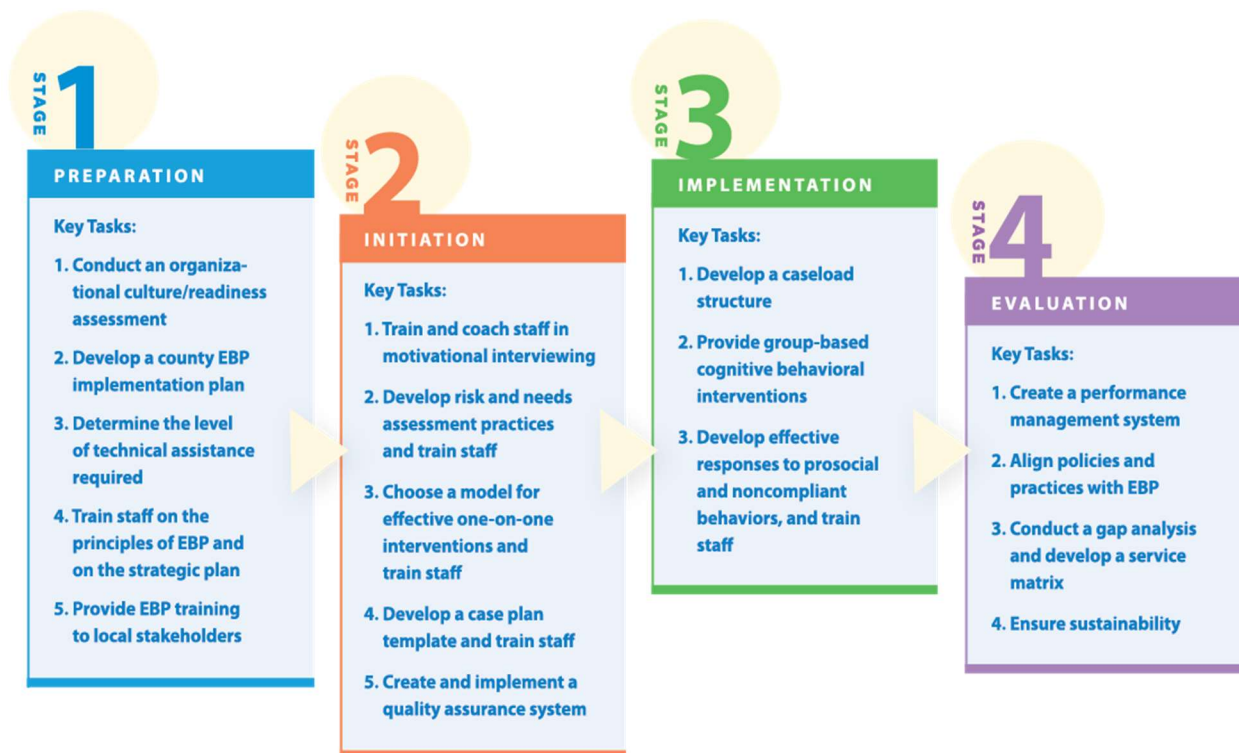 STAGE 1
PREPARATION
Key Tasks:
1. Conduct an organiza-
tional culture/readiness
assessment
2. Develop a county EBP
implementation plan
3. Determine the level
of technical assistance
required
4. Train staff on the
principles of EBP and
on the strategic plan
5. Provide EBP training
to local stakeholders
STAGE 2
INITIATION
Key Tasks:
1. Train and coach staff in
motivational interviewing
2. Develop risk and needs
assessment practices
and train staff
3. Choose a model for
effective one-on-one
interventions and
train staff
4. Develop a case plan
template and train staff
5. Create and implement a
quality assurance system
STAGE 3
IMPLEMENTATION
Key Tasks:
1. Develop a caseload
structure
2. Provide group-based
cognitive behavioral
interventions
3. Develop effective
responses to prosocial
and noncompliant
behaviors, and train
staff
STAGE 4
EVALUATION
Key Tasks:
1. Create a performance
management system
2. Align policies and
practices with EBP
3. Conduct a gap analysis
and develop a service
matrix
4. Ensure sustainability